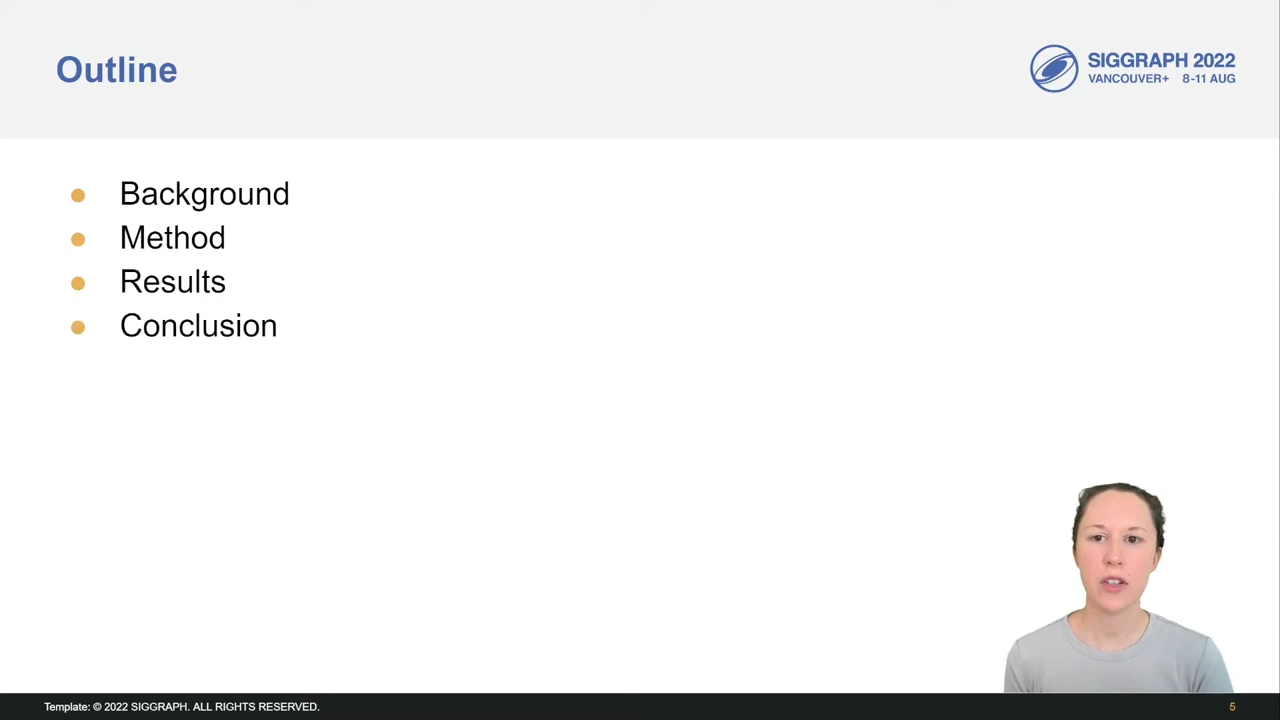 Outline
SIGGRAPH 2022
VANCOUVER+ 8-11 AUG
Background
Method
Results
Conclusion
Template: © 2022 SIGGRAPH. ALL RIGHTS RESERVED.
5